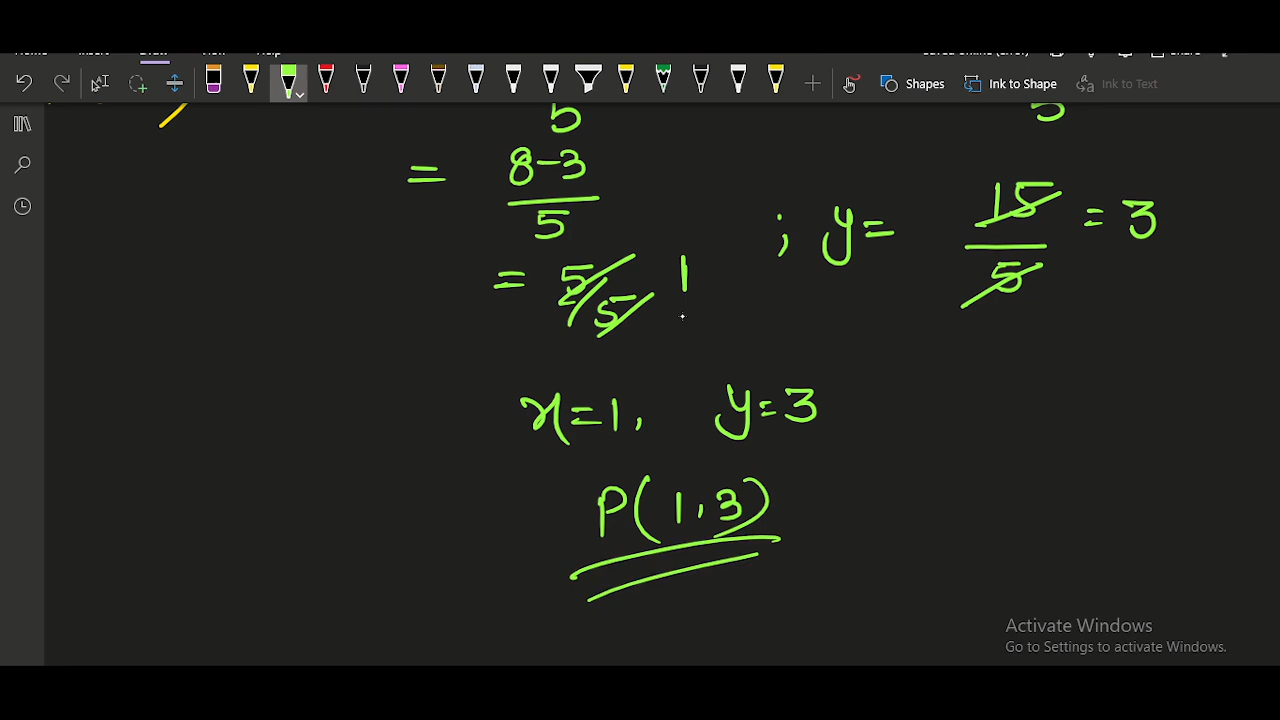 Shapes Ink to Shape Ink to Text
5 5
= 8-3
5
; y= 15 = 3
5
= 5/5 1
x=1, y=3
P(1,3)
Activate Windows
Go to Settings to activate Windows.